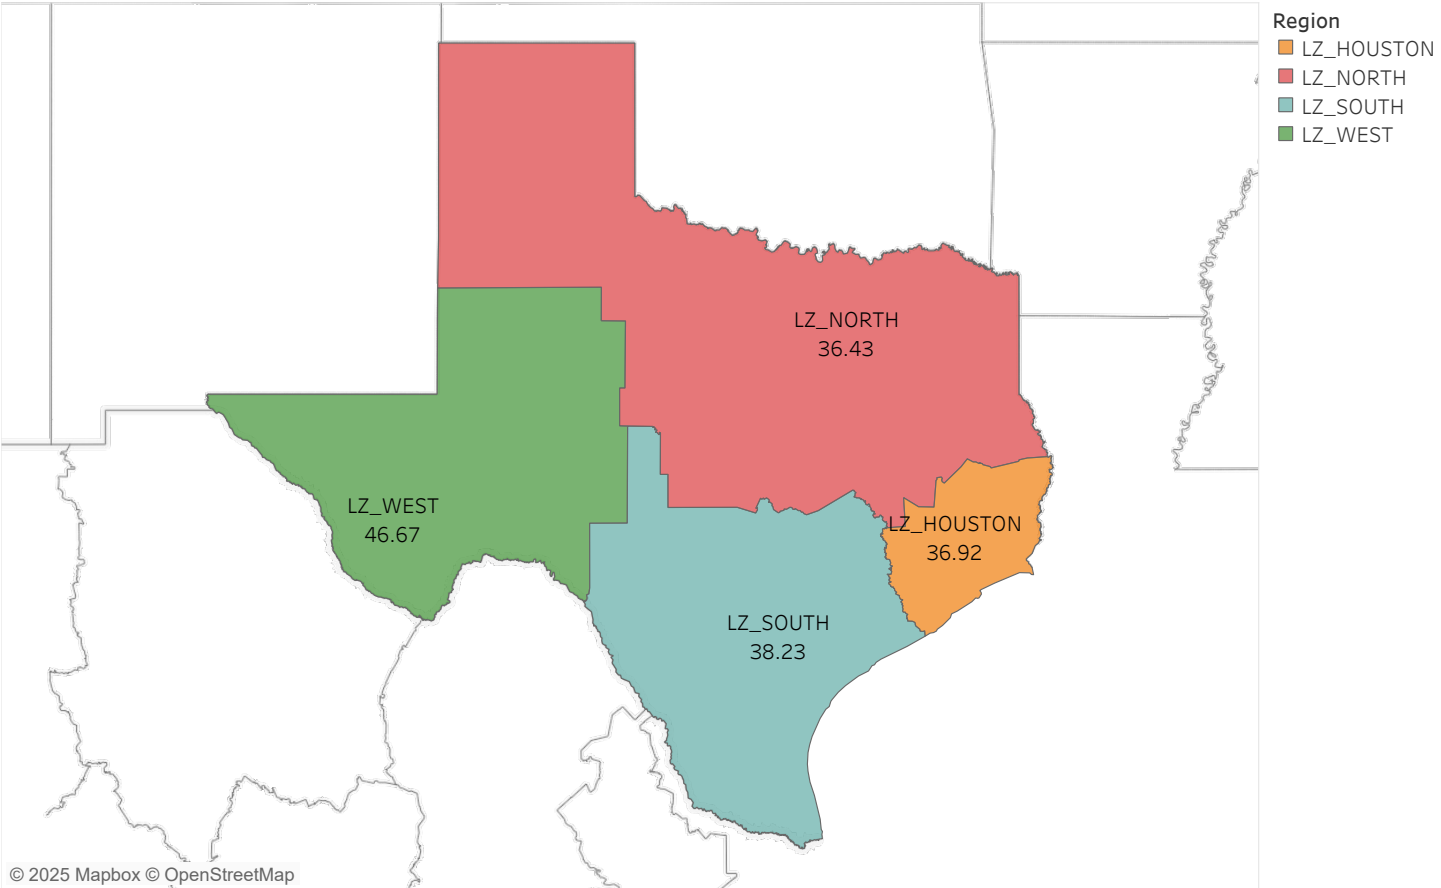 Region
LZ_HOUSTON
LZ_NORTH
LZ_SOUTH
LZ_WEST
LZ_NORTH
36.43
LZ_WEST
46.67
LZ_HOUSTON
36.92
LZ_SOUTH
38.23
© 2025 Mapbox © OpenStreetMap